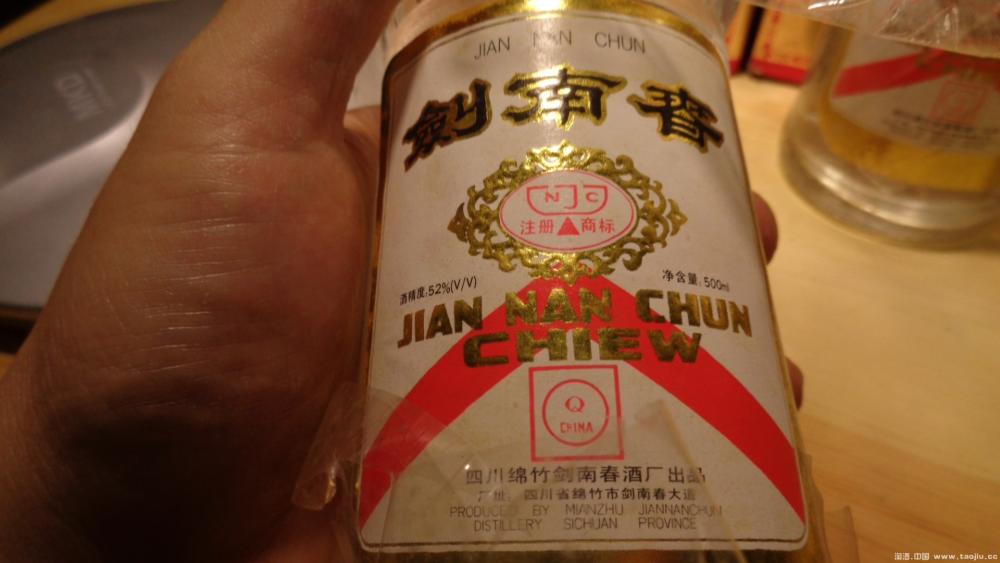 JIAN NAN CHUN
劍南春
NJC
注册 商标
酒精度:52%(V/V)
净含量:500ml
JIAN NAN CHUN
CHIEW
Q
CHINA
四川绵竹剑南春酒厂出品
厂址: 四川省绵竹市剑南春大道
PRODUCED BY MIANZHU JIANNANCHUN
DISTILLERY SICHUAN PROVINCE
淘酒.中国 www.taojiu.cc